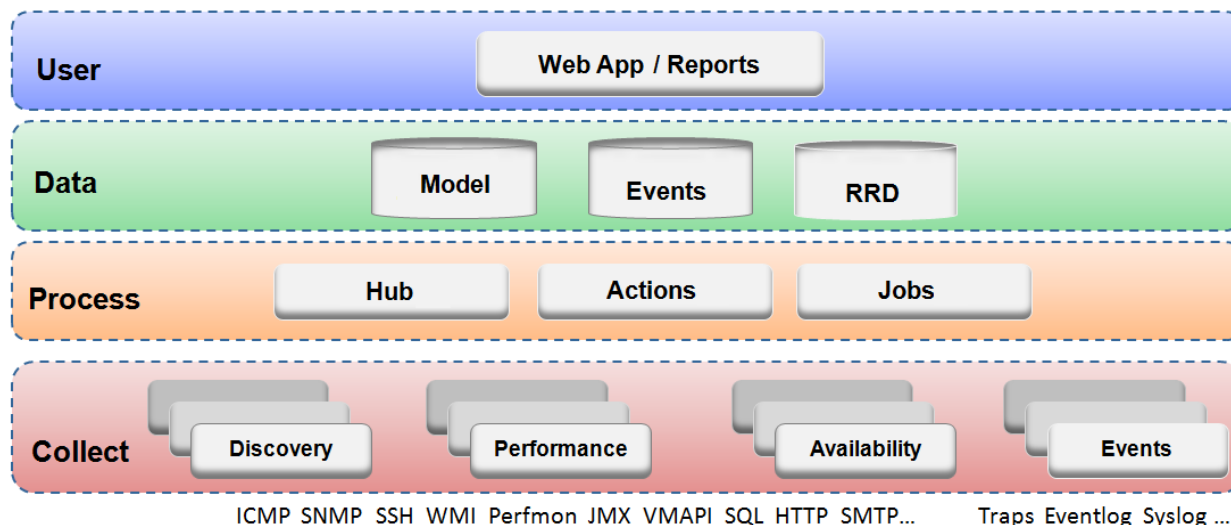 User
Web App / Reports
Data
Model
Events
RRD
Process
Hub
Actions
Jobs
Collect
Discovery
Performance
Availability
Events
ICMP SNMP SSH WMI Perfmon JMX VMAPI SQL HTTP SMTP... Traps Eventlog Syslog ...